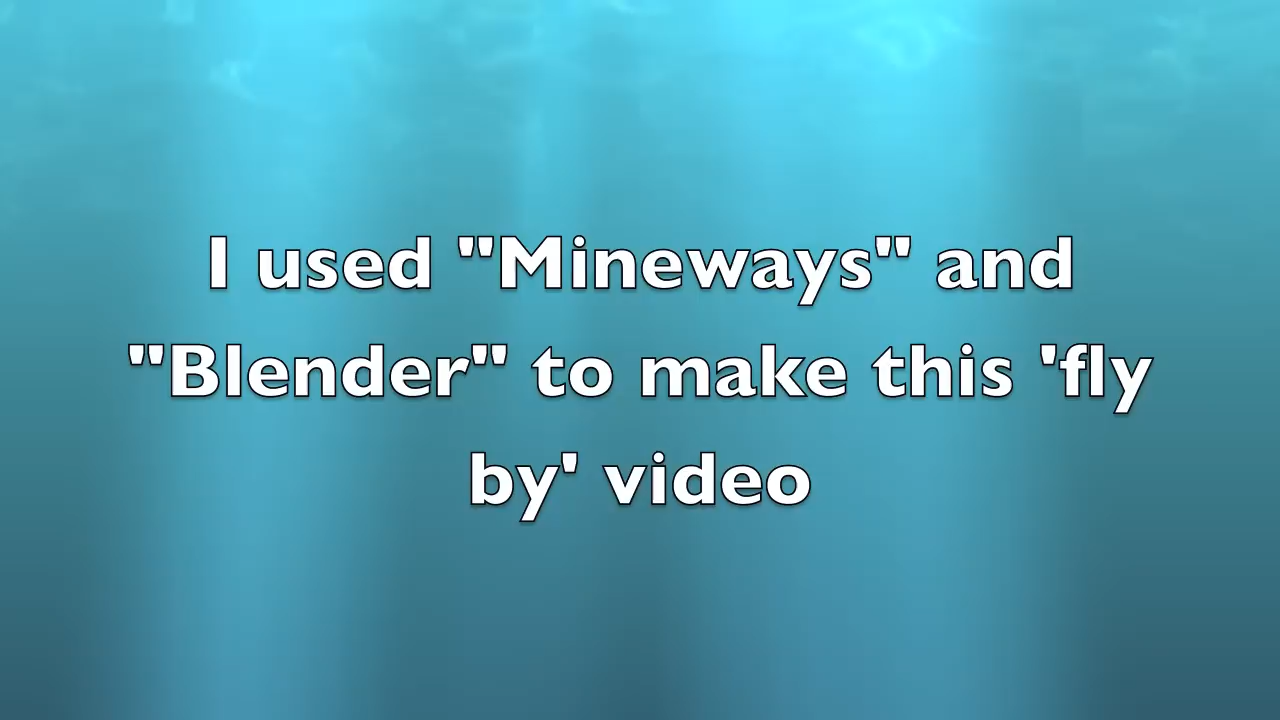 I used "Mineways" and
"Blender" to make this 'fly
by' video